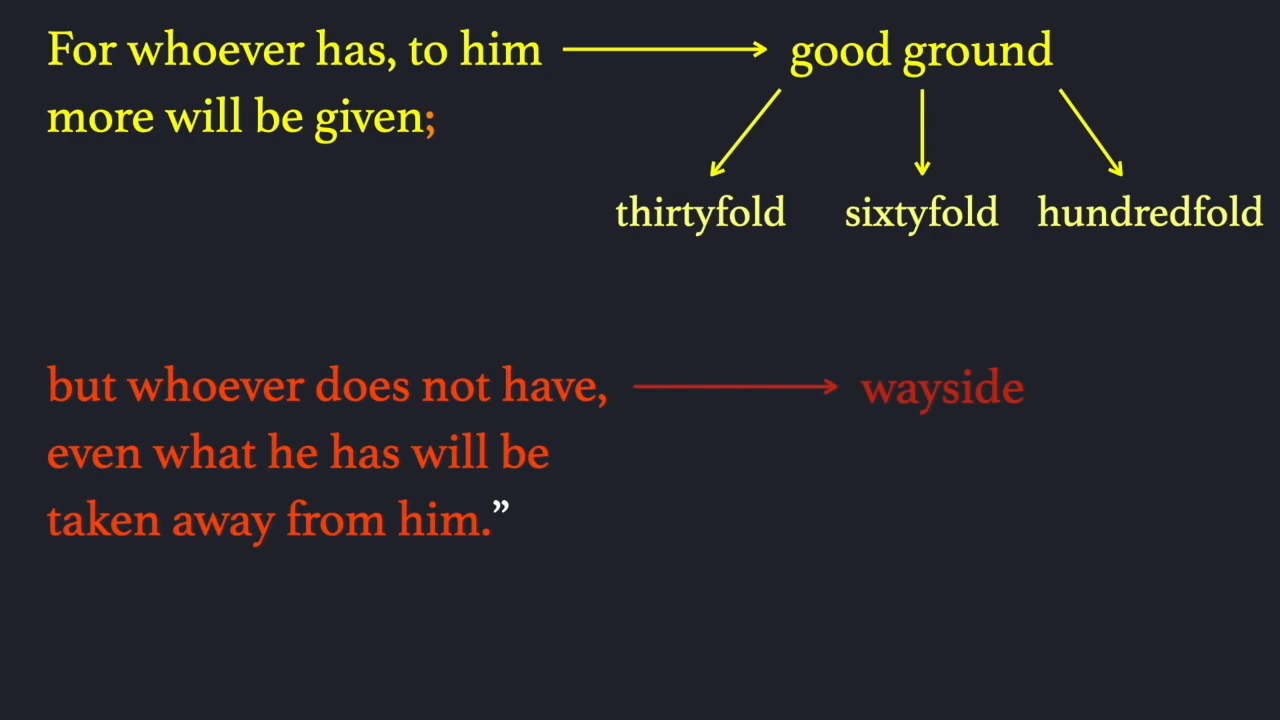 For whoever has, to him good ground
more will be given;
thirtyfold sixtyfold hundredfold
but whoever does not have, wayside
even what he has will be
taken away from him.”